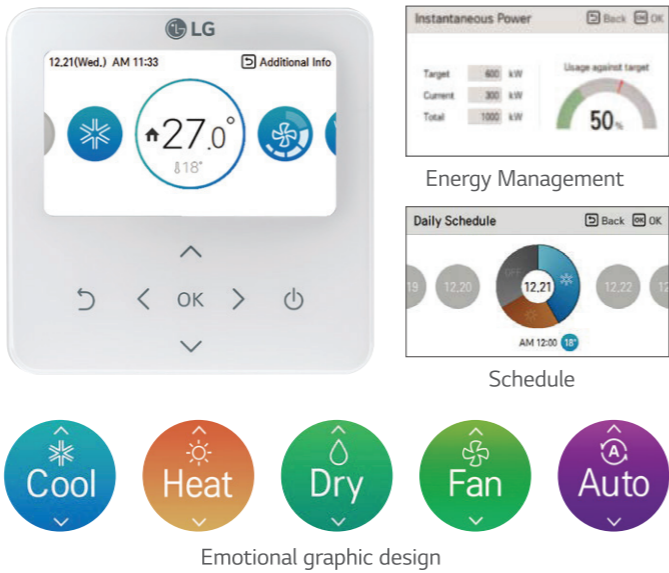 LG
12.21(Wed.) AM 11:33 Additional Info
27.0°
18°
OK
Instantaneous Power Back OK OK
Target 600 kW
Current 300 kW
Total 1000 kW
Usage against target
50%
Energy Management
Daily Schedule Back OK OK
19 12.20 OFF 12.21 12.22 12
AM 12:00 18°
Schedule
Cool Heat Dry Fan A Auto
Emotional graphic design